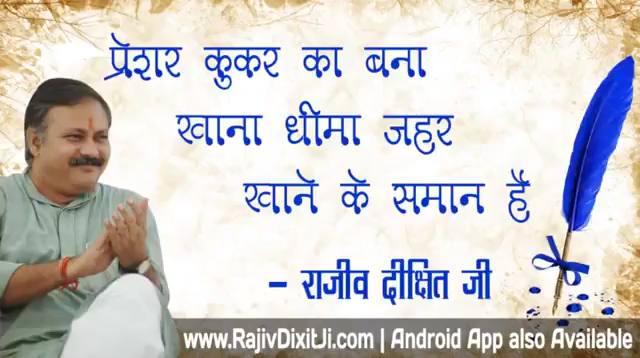 प्रेशर कुकर का बना
खाना धीमा जहर
खाने के समान है
- राजीव दीक्षित जी
www.RajivDixitJi.com | Android App also Available